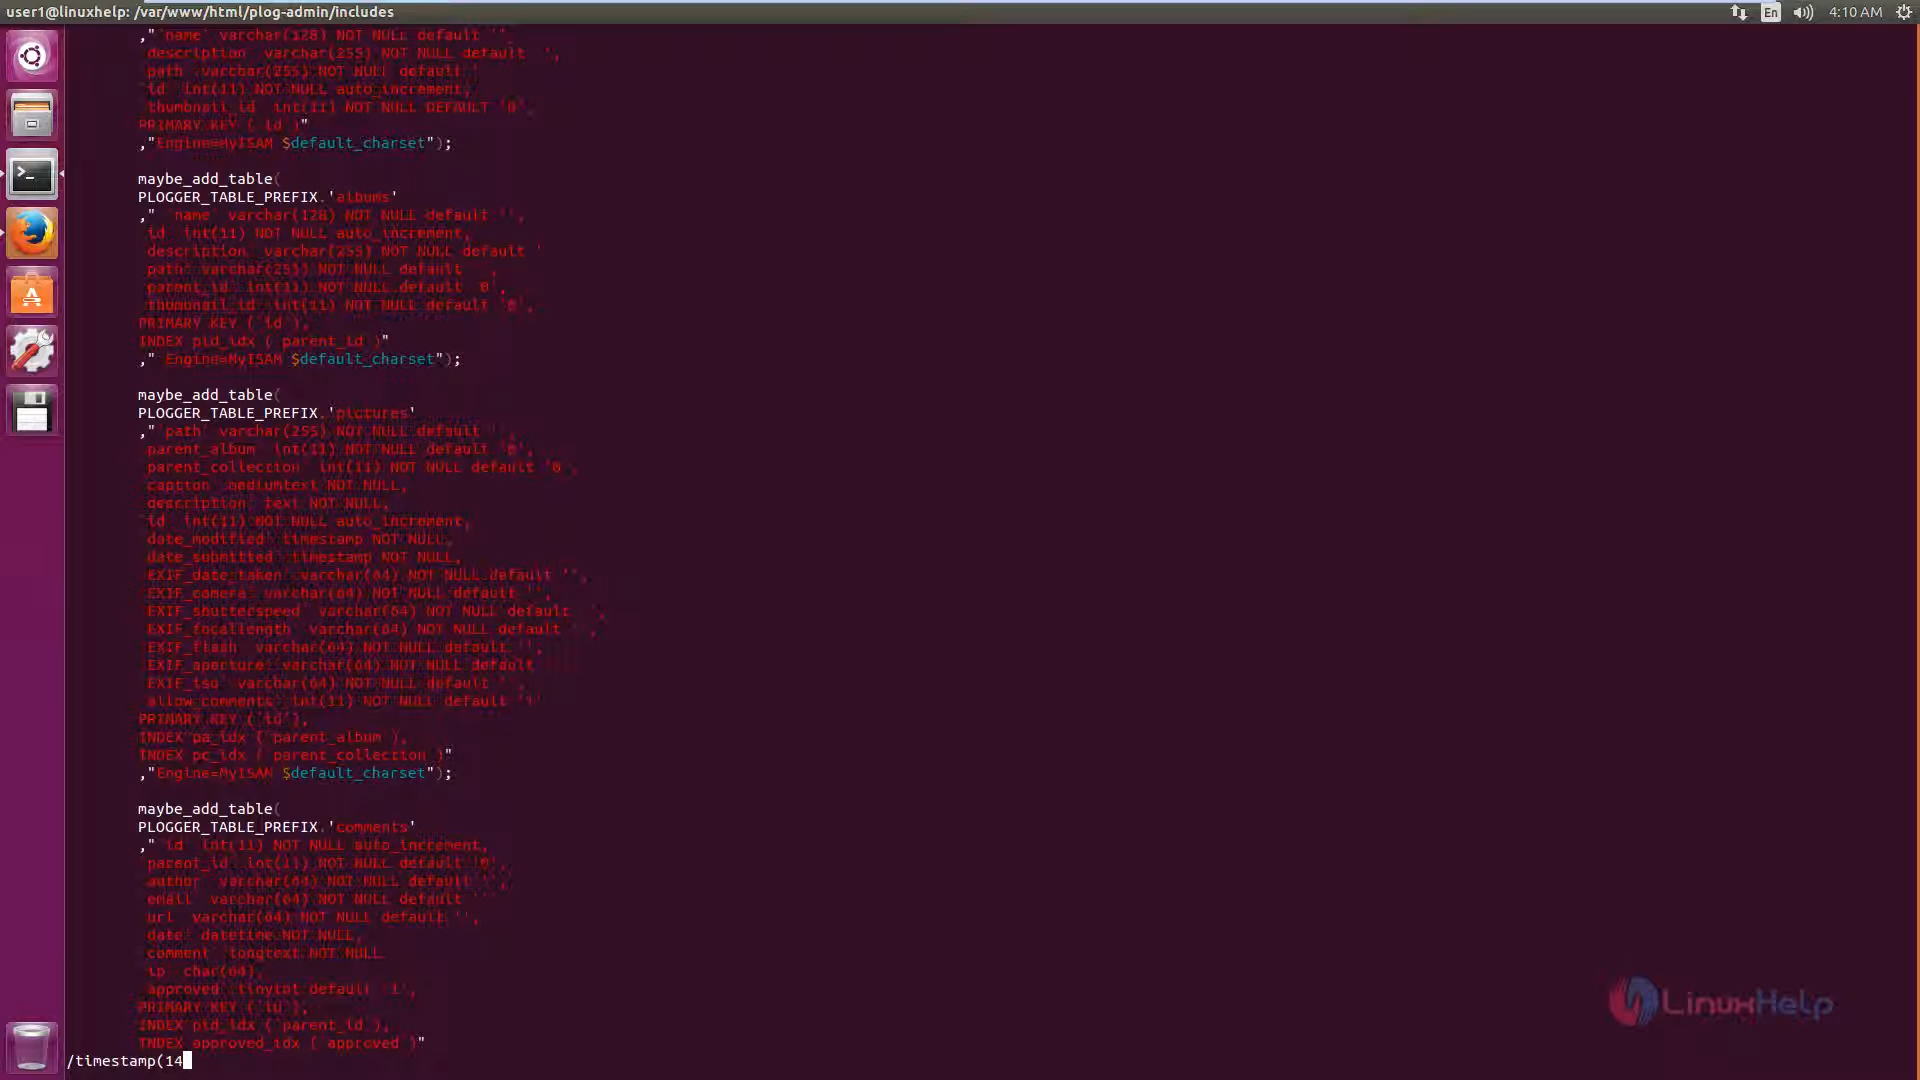 user1@linuxhelp: /var/www/html/plog-admin/includes
En
4:10 AM
,"`name` varchar(128) NOT NULL default '',
`description` varchar(255) NOT NULL default '',
`path` varchar(255) NOT NULL default '
`id` int(11) NOT NULL auto_increment,
`thumbnail_id` int(11) NOT NULL DEFAULT '0',
PRIMARY KEY (`id`)"
,"Engine=MyISAM $default_charset");
maybe_add_table(
PLOGGER_TABLE_PREFIX.'albums'
," `name` varchar(128) NOT NULL default '',
`id` int(11) NOT NULL auto_increment,
`description` varchar(255) NOT NULL default '
`path` varchar(255) NOT NULL default '',
`parent_id` int(11) NOT NULL default '0',
`thumbnail_id` int(11) NOT NULL default '0',
PRIMARY KEY (`id`),
INDEX pid_idx (`parent_id`)"
," Engine=MyISAM $default_charset");
maybe_add_table(
PLOGGER_TABLE_PREFIX.'pictures'
,"`path` varchar(255) NOT NULL default '',
`parent_album` int(11) NOT NULL default '0',
`parent_collection` int(11) NOT NULL default '0',
`caption` mediumtext NOT NULL,
`description` text NOT NULL,
`id` int(11) NOT NULL auto_increment,
`date_modified` timestamp NOT NULL,
`date_submitted` timestamp NOT NULL,
`EXIF_date_taken` varchar(64) NOT NULL default '',
`EXIF_camera` varchar(64) NOT NULL default '',
`EXIF_shutterspeed` varchar(64) NOT NULL default '',
`EXIF_focallength` varchar(64) NOT NULL default '',
`EXIF_flash` varchar(64) NOT NULL default '',
`EXIF_aperture` varchar(64) NOT NULL default
`EXIF_iso` varchar(64) NOT NULL default '',
`allow_comments` int(11) NOT NULL default '1'
PRIMARY KEY (`id`),
INDEX pa_idx (`parent_album`),
INDEX pc_idx (`parent_collection`)"
,"Engine=MyISAM $default_charset");
maybe_add_table(
PLOGGER_TABLE_PREFIX.'comments'
,"`id` int(11) NOT NULL auto_increment,
`parent_id` int(11) NOT NULL default '0',
`author` varchar(64) NOT NULL default '',
`email` varchar(64) NOT NULL default ''
`url` varchar(64) NOT NULL default '',
`date` datetime NOT NULL,
`comment` longtext NOT NULL
`ip` char(64),
`approved` tinyint default '1',
PRIMARY KEY (`id`),
INDEX pid_idx (`parent_id`),
INDEX approved_idx (`approved`)"
/timestamp(14
LinuxHelp